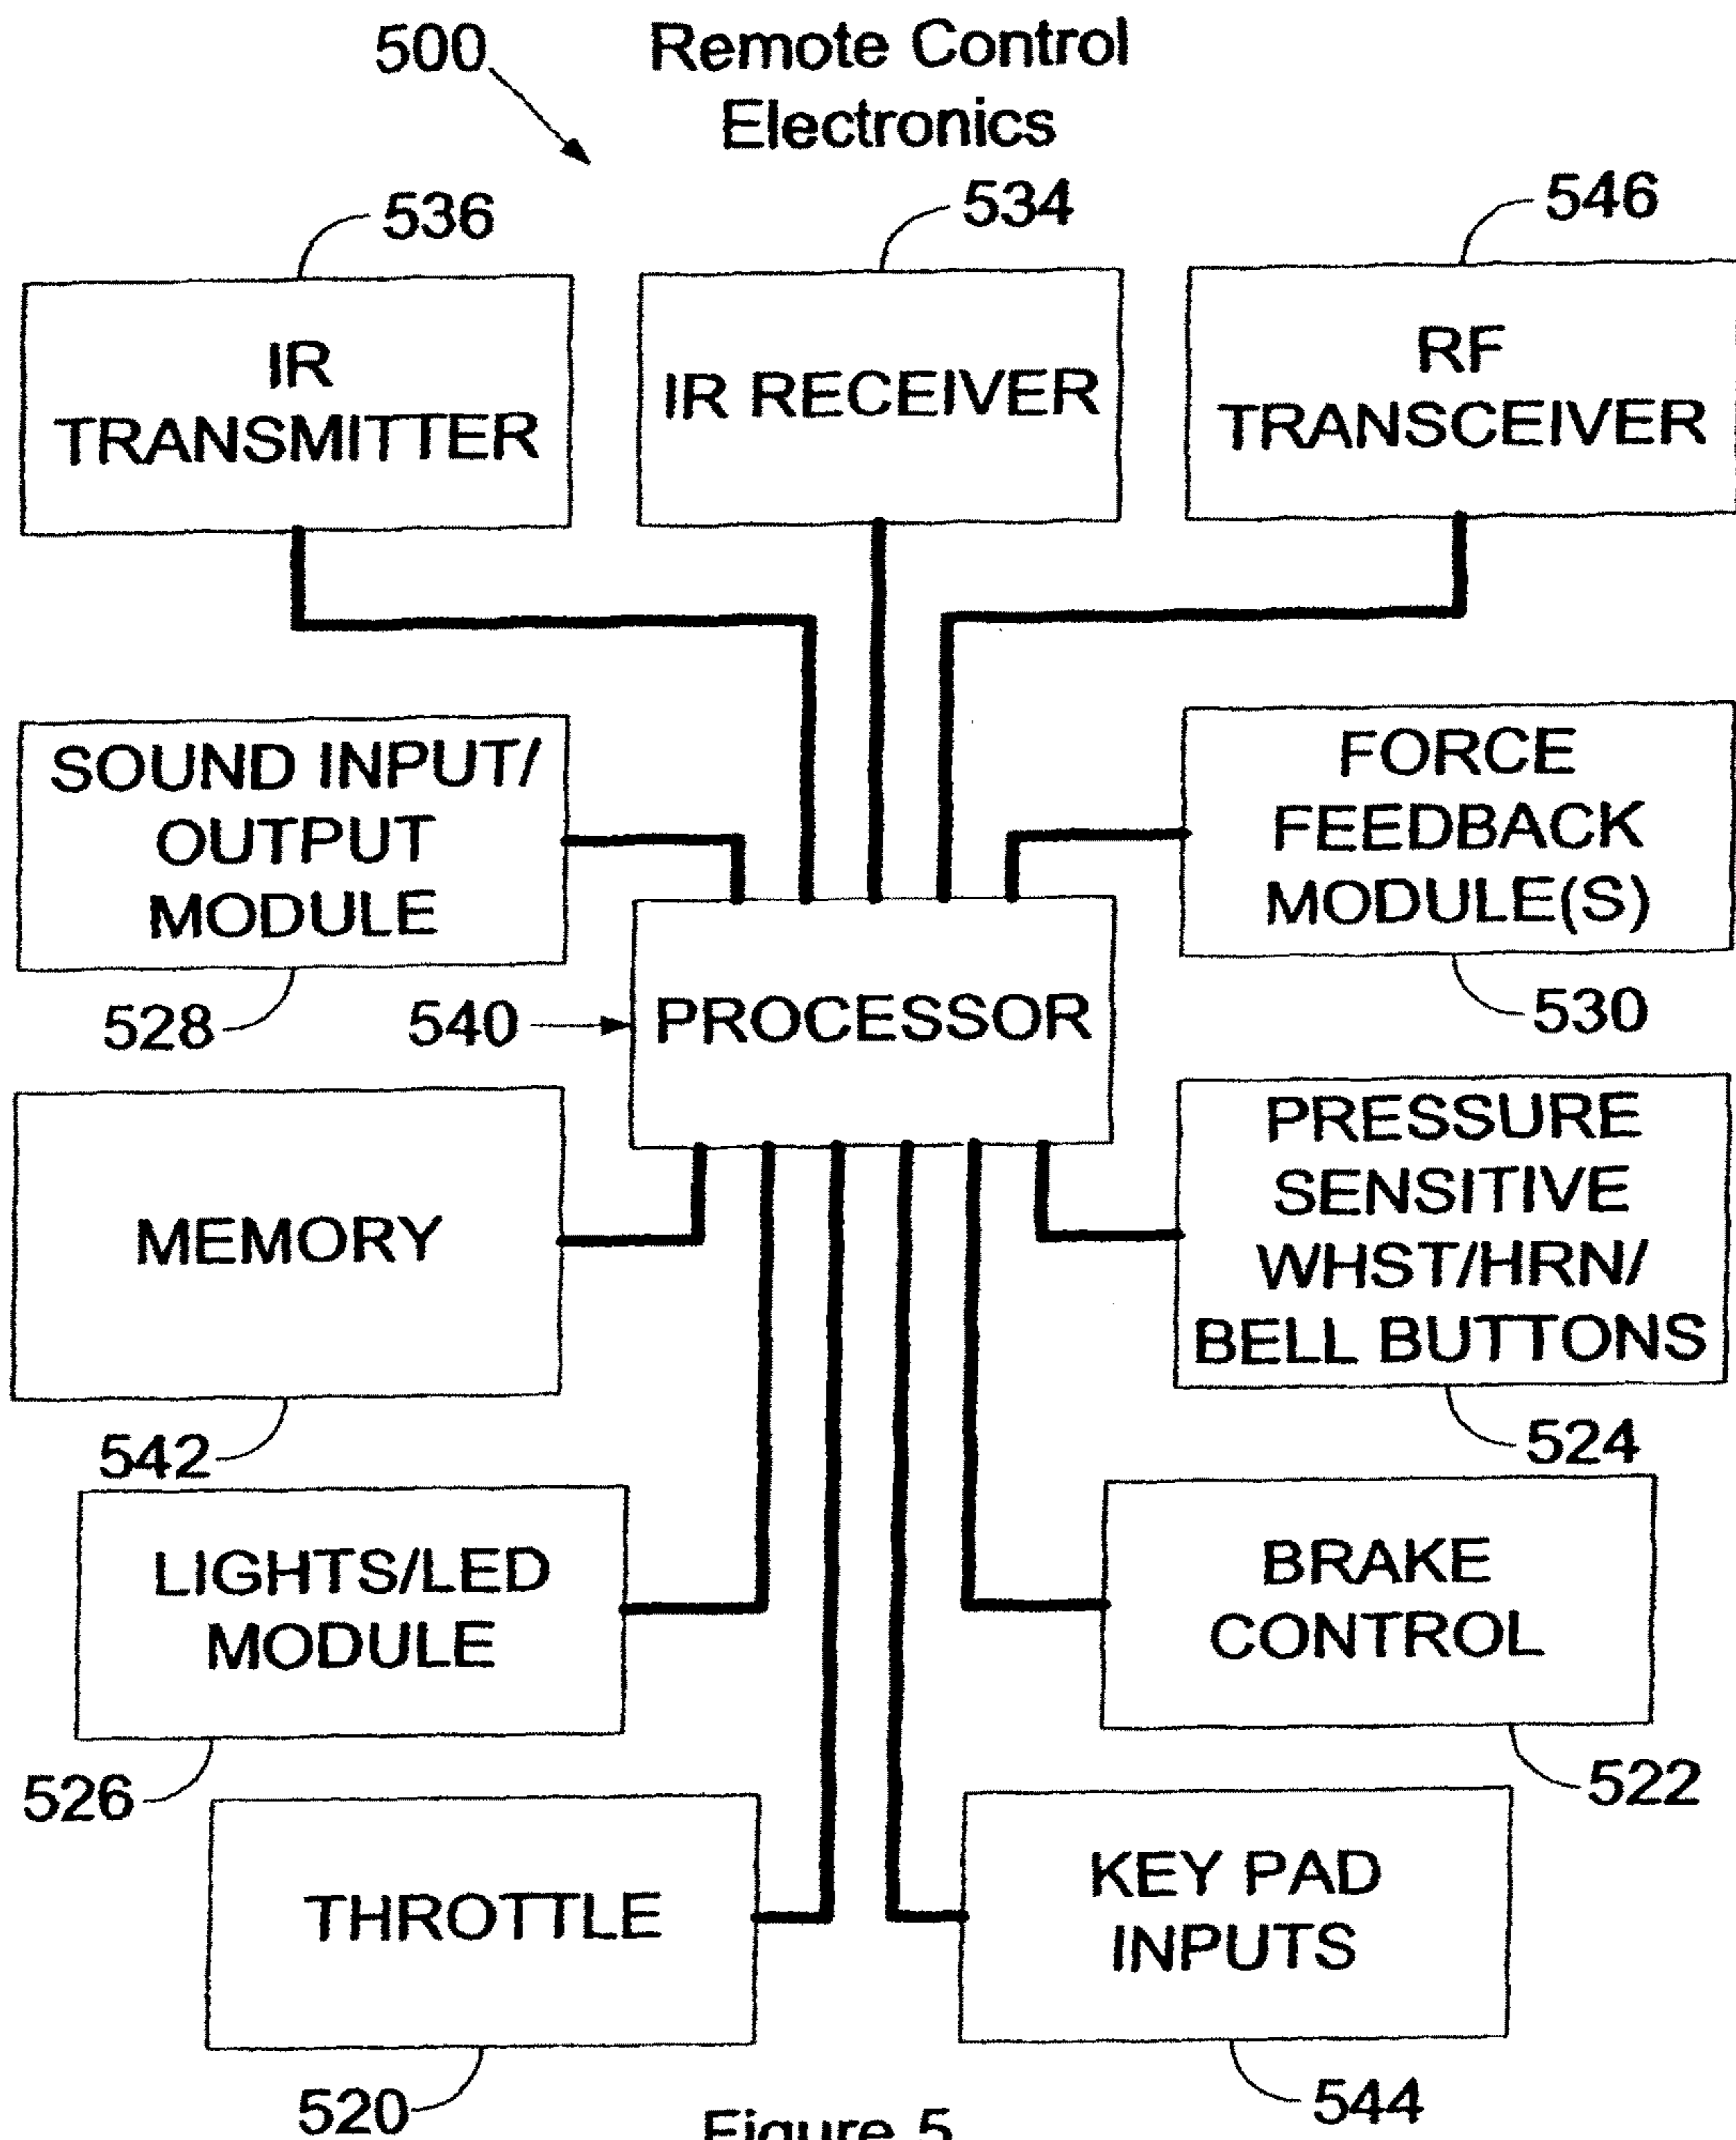 500
Remote Control
Electronics
536
534
546
IR
TRANSMITTER
IR RECEIVER
RF
TRANSCEIVER
SOUND INPUT/
OUTPUT
MODULE
FORCE
FEEDBACK
MODULE(S)
528
540
PROCESSOR
530
MEMORY
PRESSURE
SENSITIVE
WHST/HRN/
BELL BUTTONS
542
524
LIGHTS/LED
MODULE
BRAKE
CONTROL
526
522
THROTTLE
KEY PAD
INPUTS
520
544
Figure 5